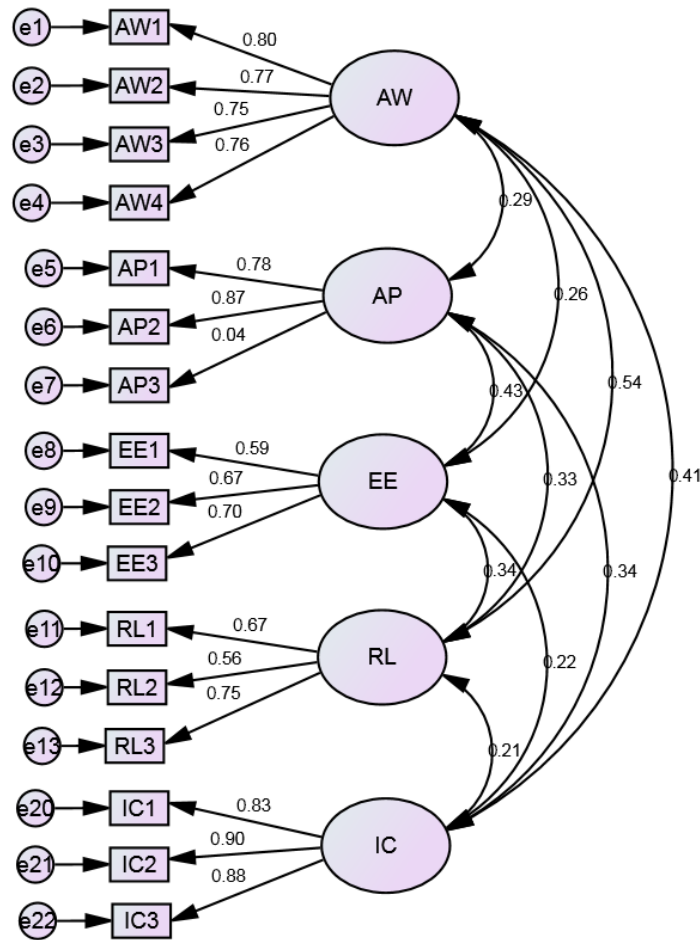 e1 AW1 0.80
e2 AW2 0.77 AW
e3 AW3 0.75
e4 AW4 0.76
0.29
e5 AP1 0.78
e6 AP2 0.87 AP 0.26
e7 AP3 0.04
0.43 0.54
e8 EE1 0.59
e9 EE2 0.67 EE 0.33 0.41
e10 EE3 0.70
0.34 0.34
e11 RL1 0.67
e12 RL2 0.56 RL 0.22
e13 RL3 0.75
0.21
e20 IC1 0.83
e21 IC2 0.90 IC
e22 IC3 0.88